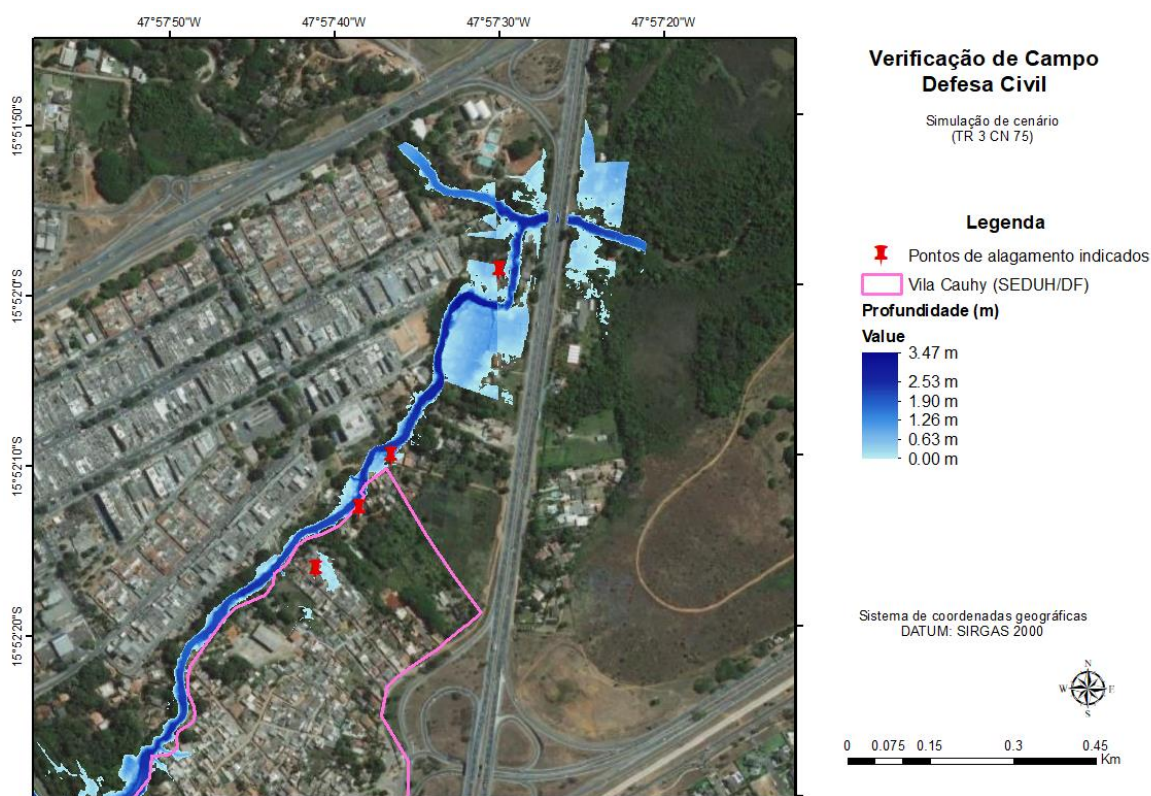 47°57'50"W
47°57'40"W
47°57'30"W
47°57'20"W
15°51'50"S
15°52'0"S
15°52'10"S
15°52'20"S
Verificação de Campo
Defesa Civil
Simulação de cenário
(TR 3 CN 75)
Legenda
Pontos de alagamento indicados
Vila Cauhy (SEDUH/DF)
Profundidade (m)
Value
3.47 m
2.53 m
1.90 m
1.26 m
0.63 m
0.00 m
Sistema de coordenadas geográficas
DATUM: SIRGAS 2000
N
W E
S
0 0.075 0.15 0.3 0.45
Km